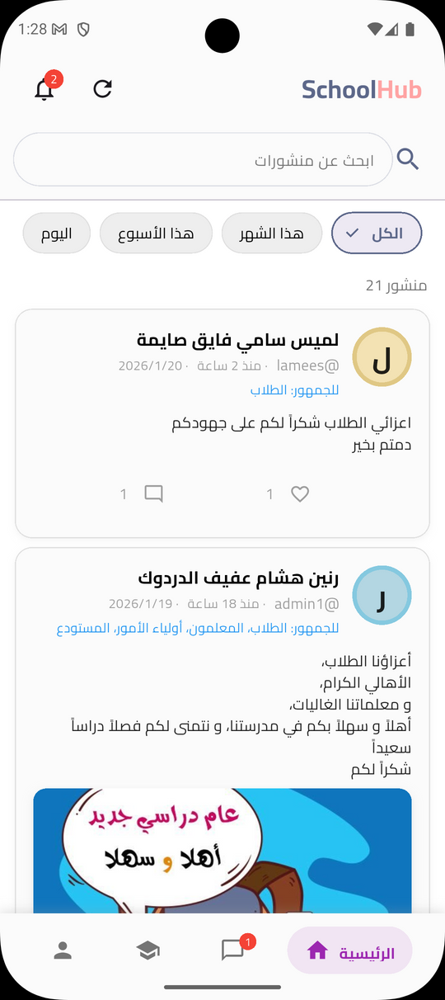 1:28
2
SchoolHub
ابحث عن منشورات
الكل
هذا الشهر
هذا الأسبوع
اليوم
منشور 21
ل
لميس سامي فايق صايمة
@lamees · منذ 2 ساعة · 2026/1/20
للجمهور: الطلاب
اعزائي الطلاب شكراً لكم على جهودكم
دمتم بخير
1
1
ر
رنين هشام عفيف الدردوك
@admin1 · منذ 18 ساعة · 2026/1/19
للجمهور: الطلاب، المعلمون، أولياء الأمور، المستودع
أعزاؤنا الطلاب،
الأهالي الكرام،
و معلماتنا الغاليات،
أهلاً و سهلاً بكم في مدرستنا، و نتمنى لكم فصلاً دراساً
سعيداً
شكراً لكم
عام دراسي جديد
أهلا و سهلا
الرئيسية
1